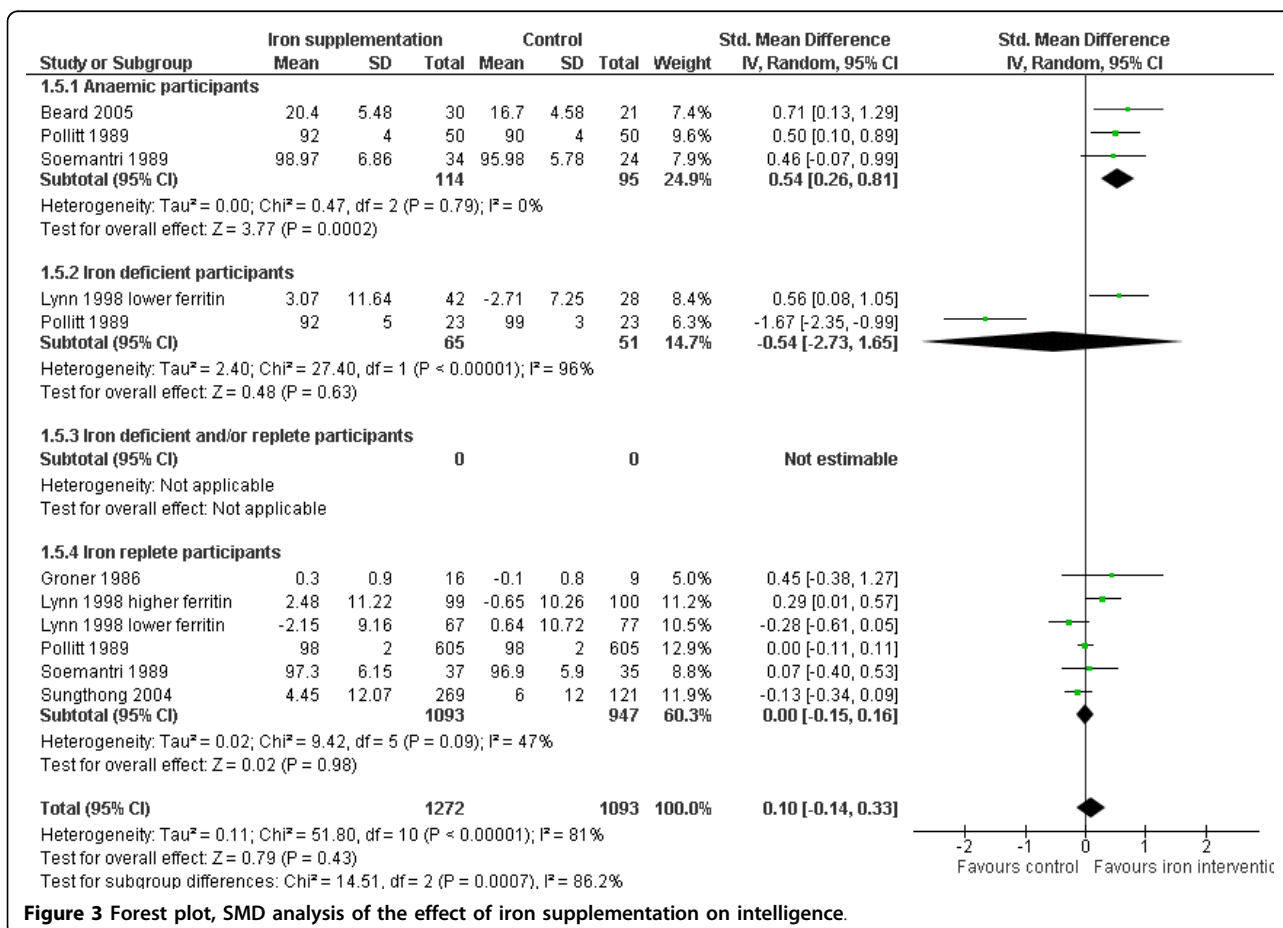 Iron supplementation Control Std. Mean Difference Std. Mean Difference
Study or Subgroup Mean SD Total Mean SD Total Weight IV, Random, 95% CI IV, Random, 95% CI
1.5.1 Anaemic participants
Beard 2005 20.4 5.48 30 16.7 4.58 21 7.4% 0.71 [0.13, 1.29]
Pollitt 1989 92 4 50 90 4 50 9.6% 0.50 [0.10, 0.89]
Soemantri 1989 98.97 6.86 34 95.98 5.78 24 7.9% 0.46 [-0.07, 0.99]
Subtotal (95% CI) 114 95 24.9% 0.54 [0.26, 0.81]
Heterogeneity: Tau² = 0.00; Chi² = 0.47, df = 2 (P = 0.79); I² = 0%
Test for overall effect: Z = 3.77 (P = 0.0002)
1.5.2 Iron deficient participants
Lynn 1998 lower ferritin 3.07 11.64 42 -2.71 7.25 28 8.4% 0.56 [0.08, 1.05]
Pollitt 1989 92 5 23 99 3 23 6.3% -1.67 [-2.35, -0.99]
Subtotal (95% CI) 65 51 14.7% -0.54 [-2.73, 1.65]
Heterogeneity: Tau² = 2.40; Chi² = 27.40, df = 1 (P < 0.00001); I² = 96%
Test for overall effect: Z = 0.48 (P = 0.63)
1.5.3 Iron deficient and/or replete participants
Subtotal (95% CI) 0 0 Not estimable
Heterogeneity: Not applicable
Test for overall effect: Not applicable
1.5.4 Iron replete participants
Groner 1986 0.3 0.9 16 -0.1 0.8 9 5.0% 0.45 [-0.38, 1.27]
Lynn 1998 higher ferritin 2.48 11.22 99 -0.65 10.26 100 11.2% 0.29 [0.01, 0.57]
Lynn 1998 lower ferritin -2.15 9.16 67 0.64 10.72 77 10.5% -0.28 [-0.61, 0.05]
Pollitt 1989 98 2 605 98 2 605 12.9% 0.00 [-0.11, 0.11]
Soemantri 1989 97.3 6.15 37 96.9 5.9 35 8.8% 0.07 [-0.40, 0.53]
Sungthong 2004 4.45 12.07 269 6 12 121 11.9% -0.13 [-0.34, 0.09]
Subtotal (95% CI) 1093 947 60.3% 0.00 [-0.15, 0.16]
Heterogeneity: Tau² = 0.02; Chi² = 9.42, df = 5 (P = 0.09); I² = 47%
Test for overall effect: Z = 0.02 (P = 0.98)
Total (95% CI) 1272 1093 100.0% 0.10 [-0.14, 0.33]
Heterogeneity: Tau² = 0.11; Chi² = 51.80, df = 10 (P < 0.00001); I² = 81%
Test for overall effect: Z = 0.79 (P = 0.43)
Test for subgroup differences: Chi² = 14.51, df = 2 (P = 0.0007), I² = 86.2%
-2 -1 0 1 2
Favours control Favours iron interventic
Figure 3 Forest plot, SMD analysis of the effect of iron supplementation on intelligence.